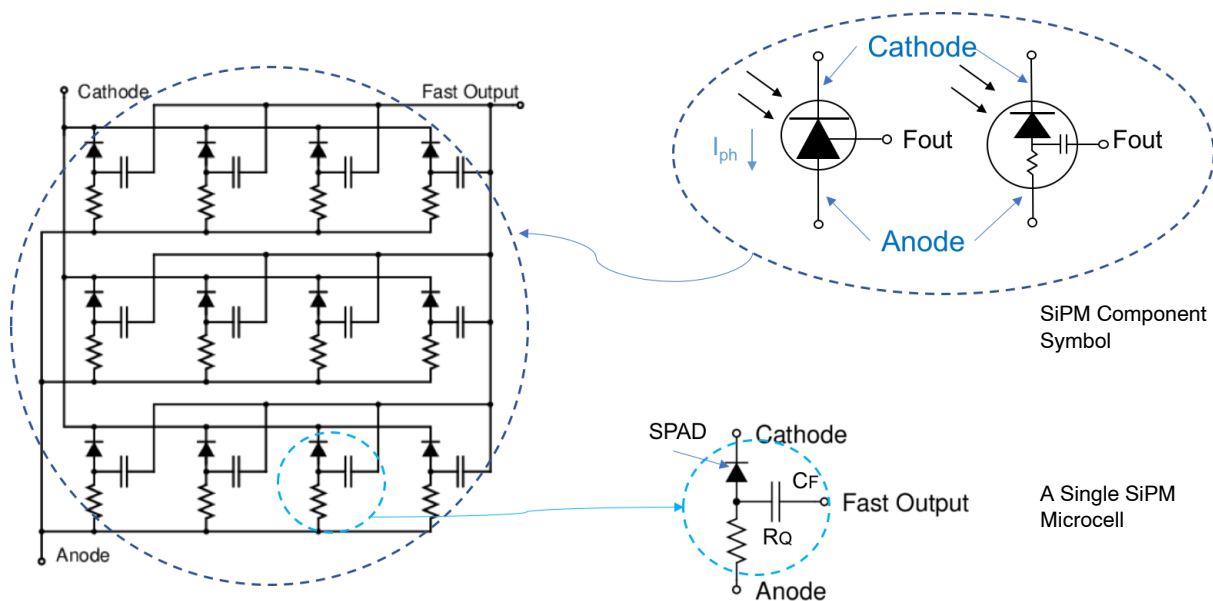 Cathode
Fast Output
Anode
Cathode
Fout
Fout
I_ph
Anode
SiPM Component
Symbol
SPAD
Cathode
CF
Fast Output
RQ
Anode
A Single SiPM
Microcell